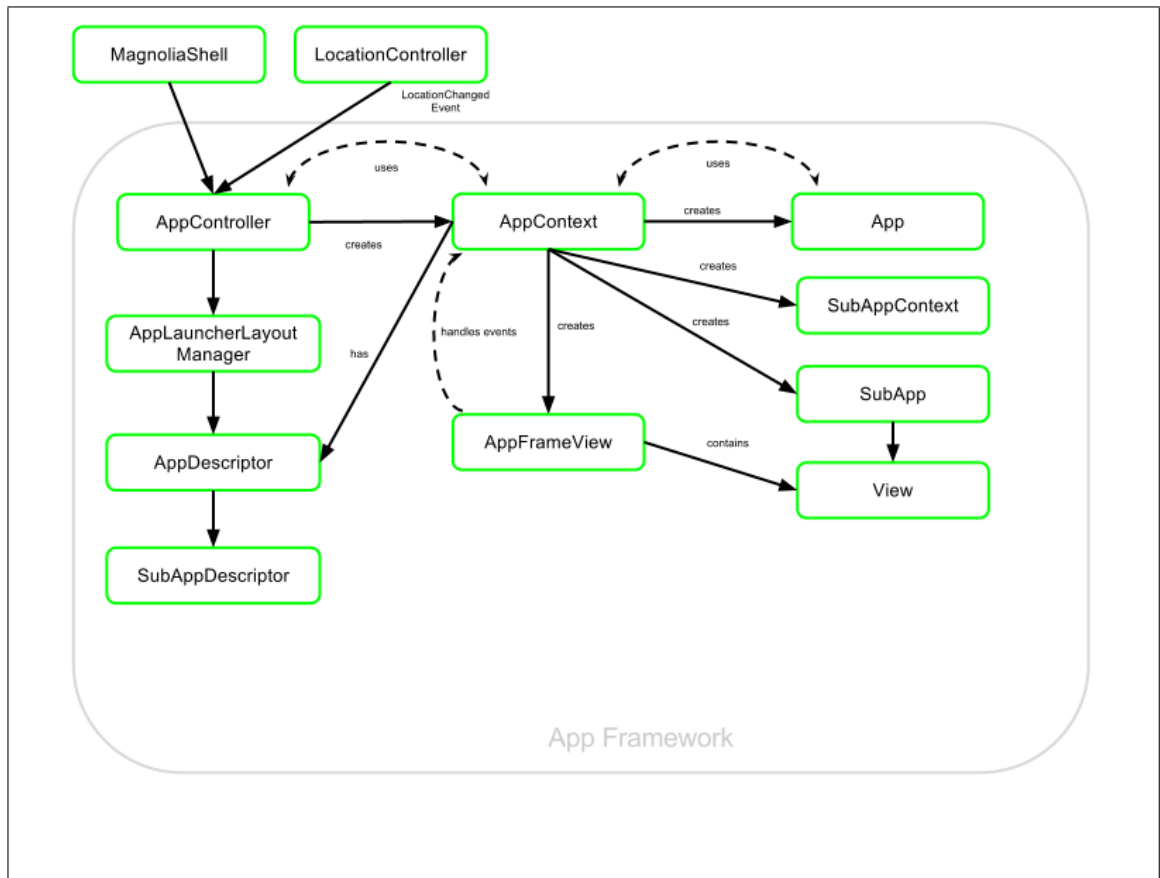 MagnoliaShell
LocationController
LocationChanged
Event
uses
uses
AppController
creates
AppContext
creates
App
creates
SubAppContext
AppLauncherLayout
Manager
handles events
creates
creates
has
SubApp
AppFrameView
contains
AppDescriptor
View
SubAppDescriptor
App Framework